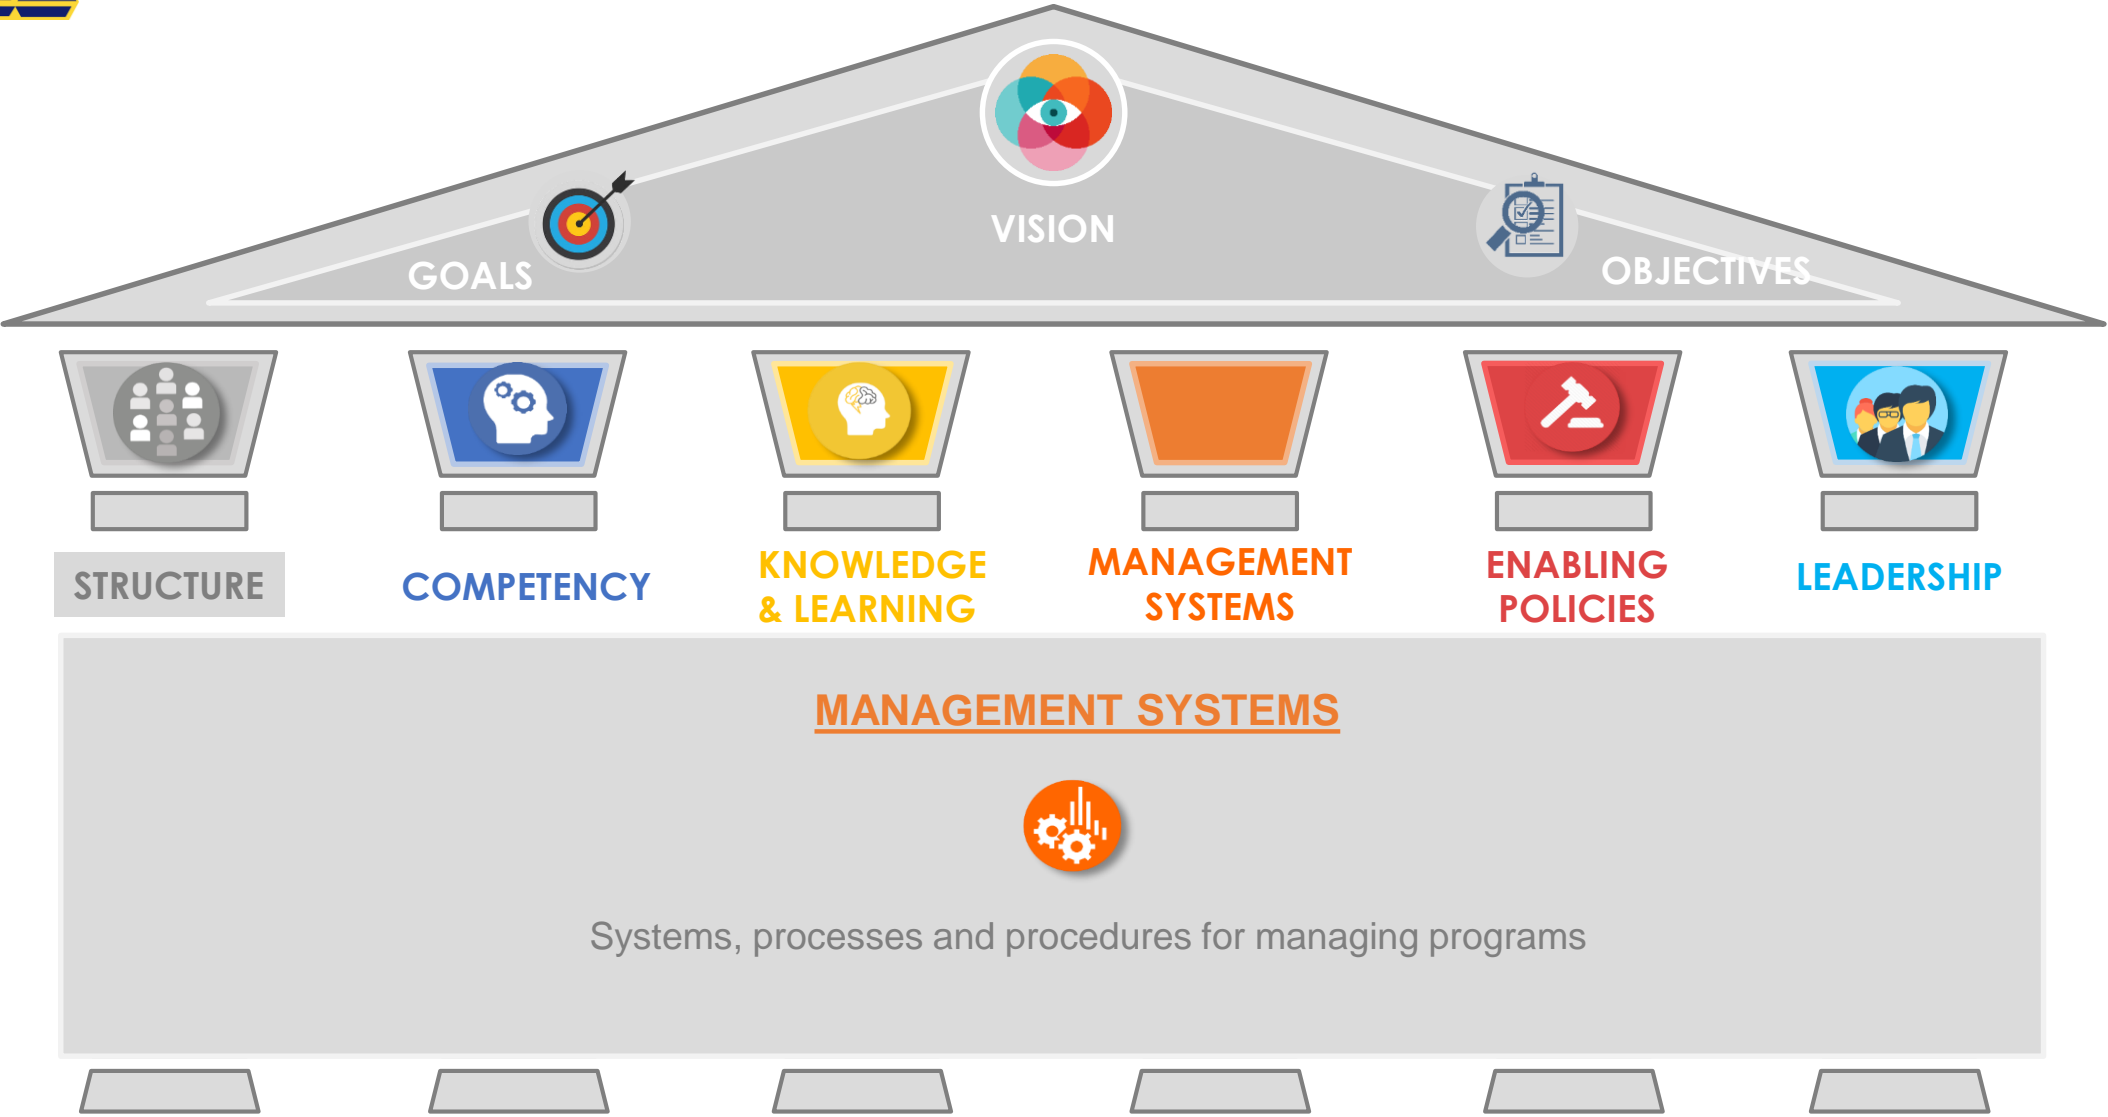 VISION
GOALS
OBJECTIVES
STRUCTURE
COMPETENCY
KNOWLEDGE
& LEARNING
MANAGEMENT
SYSTEMS
ENABLING
POLICIES
LEADERSHIP
MANAGEMENT SYSTEMS
Systems, processes and procedures for managing programs